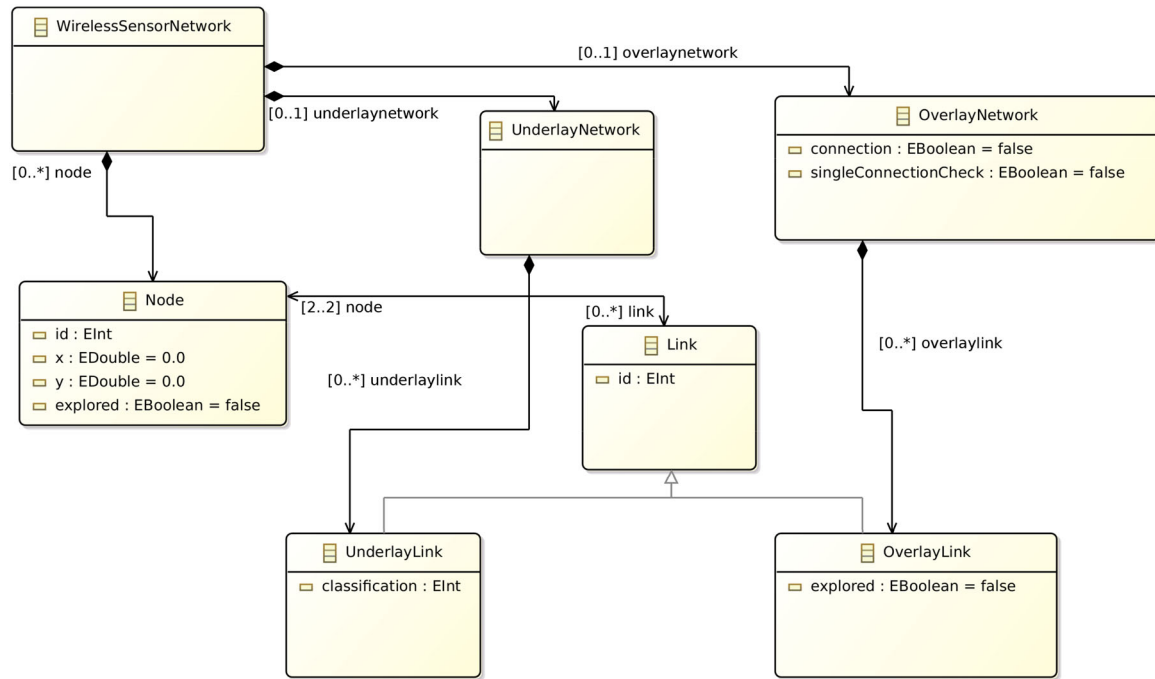 WirelessSensorNetwork
[0..1] overlaynetwork
[0..1] underlaynetwork
OverlayNetwork
connection : EBoolean = false
singleConnectionCheck : EBoolean = false
UnderlayNetwork
[0..*] node
Node
id : EInt
x : EDouble = 0.0
y : EDouble = 0.0
explored : EBoolean = false
[2..2] node
[0..*] link
Link
id : EInt
[0..*] overlaylink
[0..*] underlaylink
UnderlayLink
classification : EInt
OverlayLink
explored : EBoolean = false